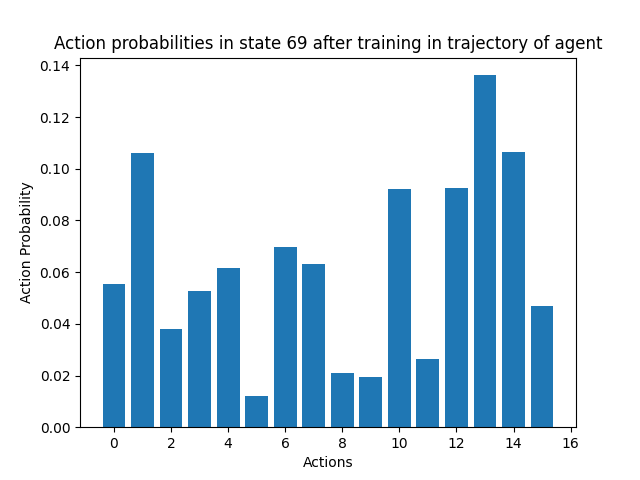 Action probabilities in state 69 after training in trajectory of agent
0.14
0.12
0.10
0.08
0.06
0.04
0.02
0.00
Action Probability
0 2 4 6 8 10 12 14 16
Actions